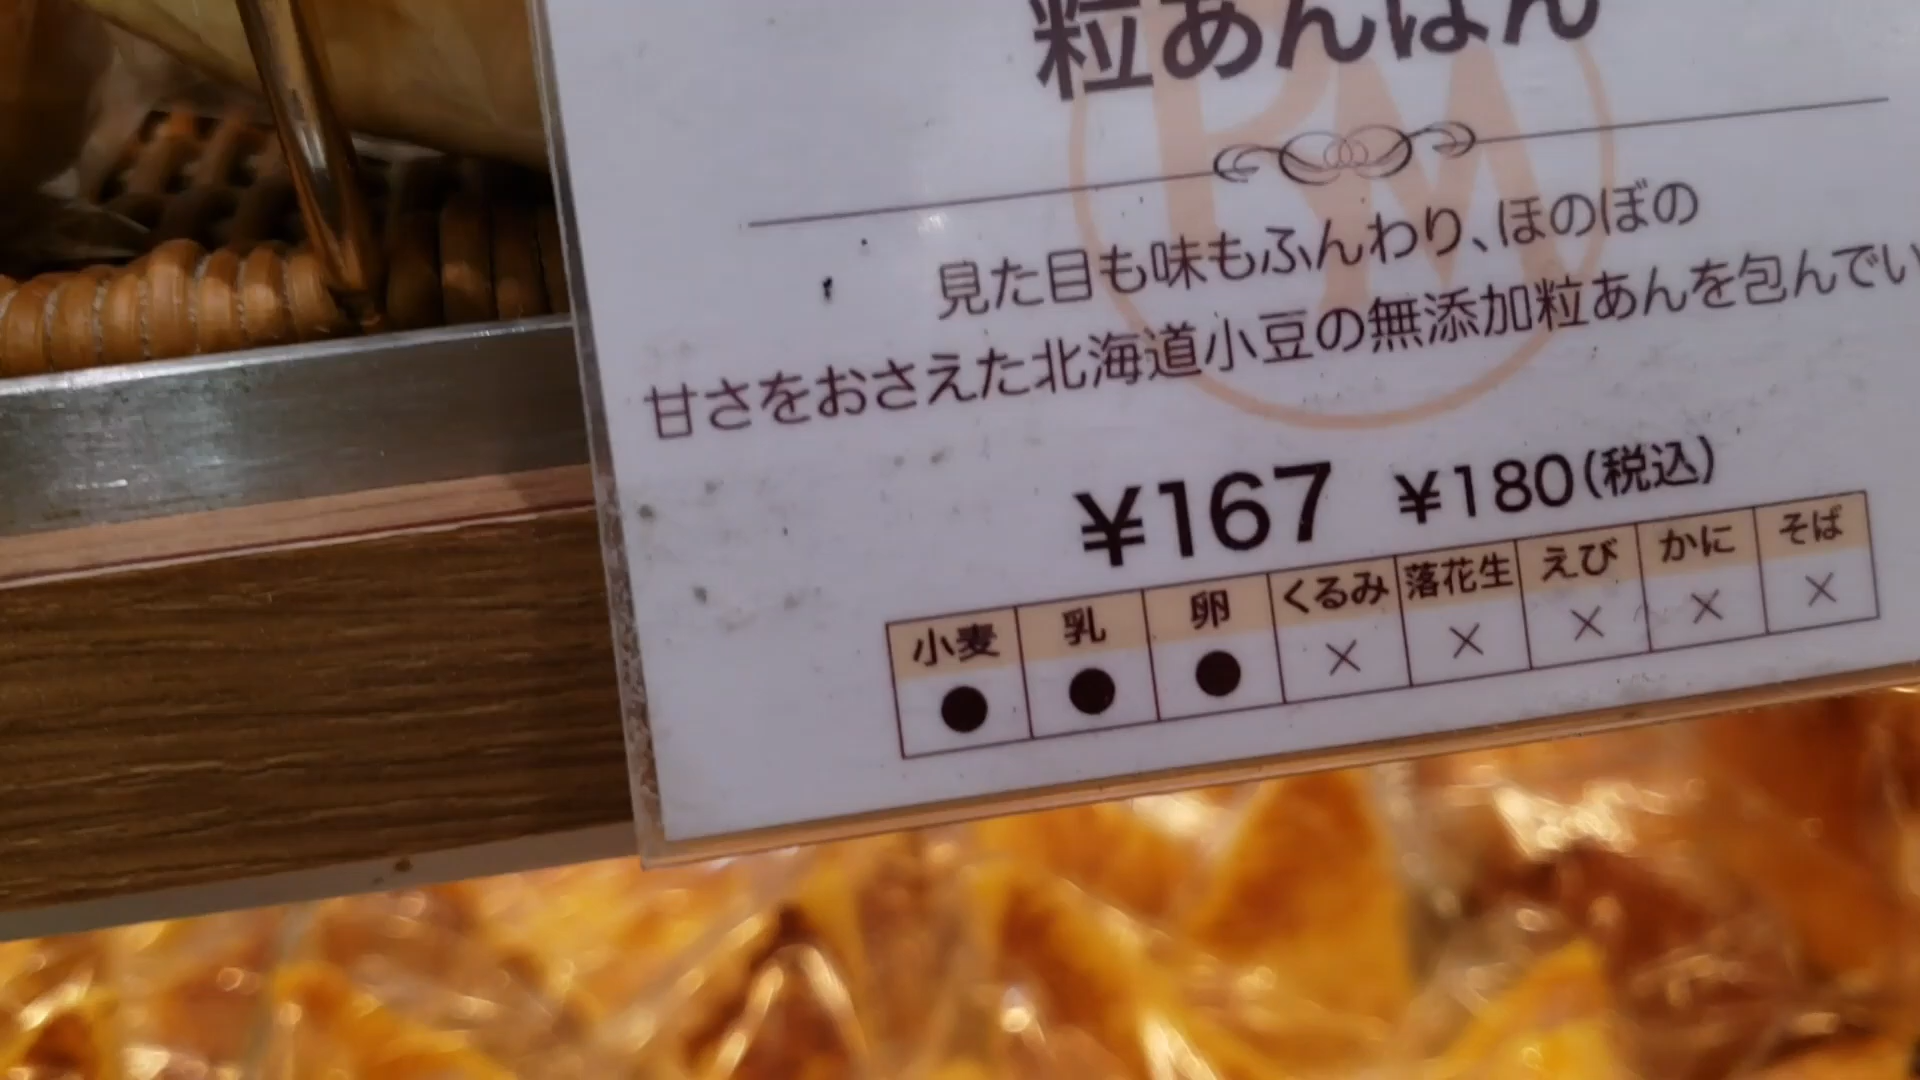 粒あんぱん
見た目も味もふんわり、ほのぼの
甘さをおさえた北海道小豆の無添加粒あんを包んでい
¥167 ¥180(税込)
小麦 乳 卵 くるみ 落花生 えび かに そば
● ● ● × × × × ×